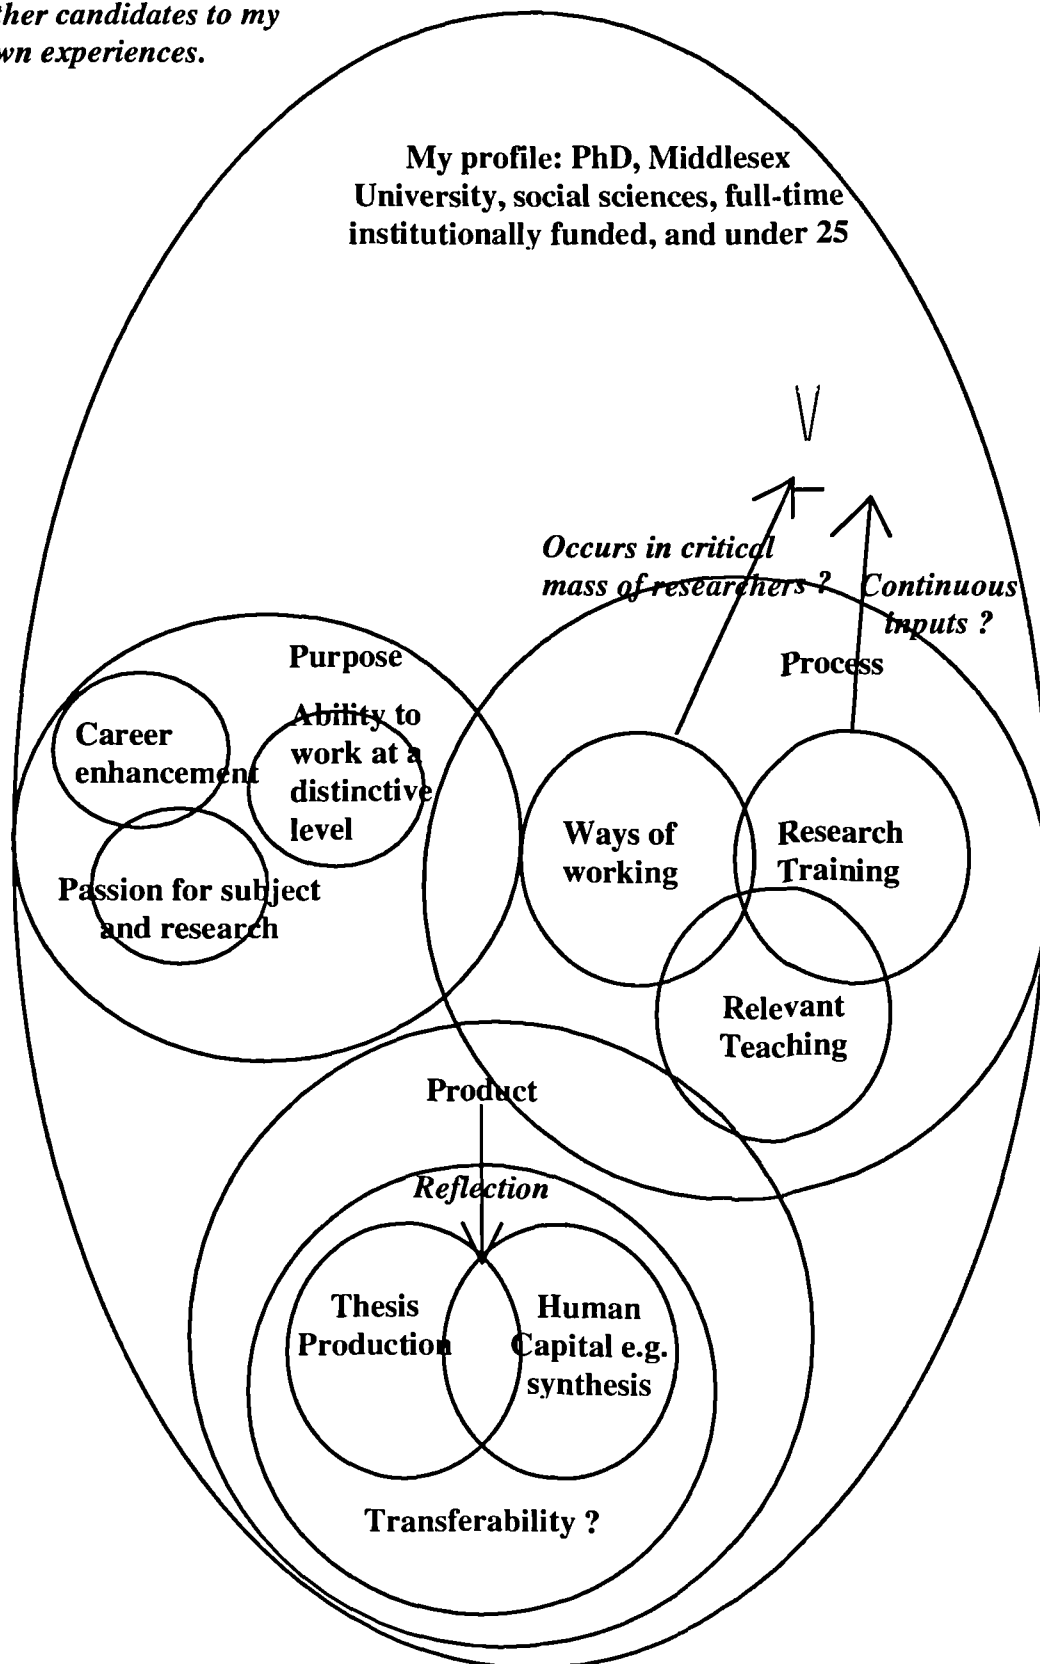 ther candidates to my
wn experiences.
My profile: PhD, Middlesex
University, social sciences, full-time
institutionally funded, and under 25
Occurs in critical
mass of researchers ?
Continuous
inputs ?
Process
Purpose
Career
enhancement
Ability to
work at a
distinctive
level
Passion for subject
and research
Ways of
working
Research
Training
Relevant
Teaching
Product
Reflection
Thesis
Production
Human
Capital e.g.
synthesis
Transferability ?